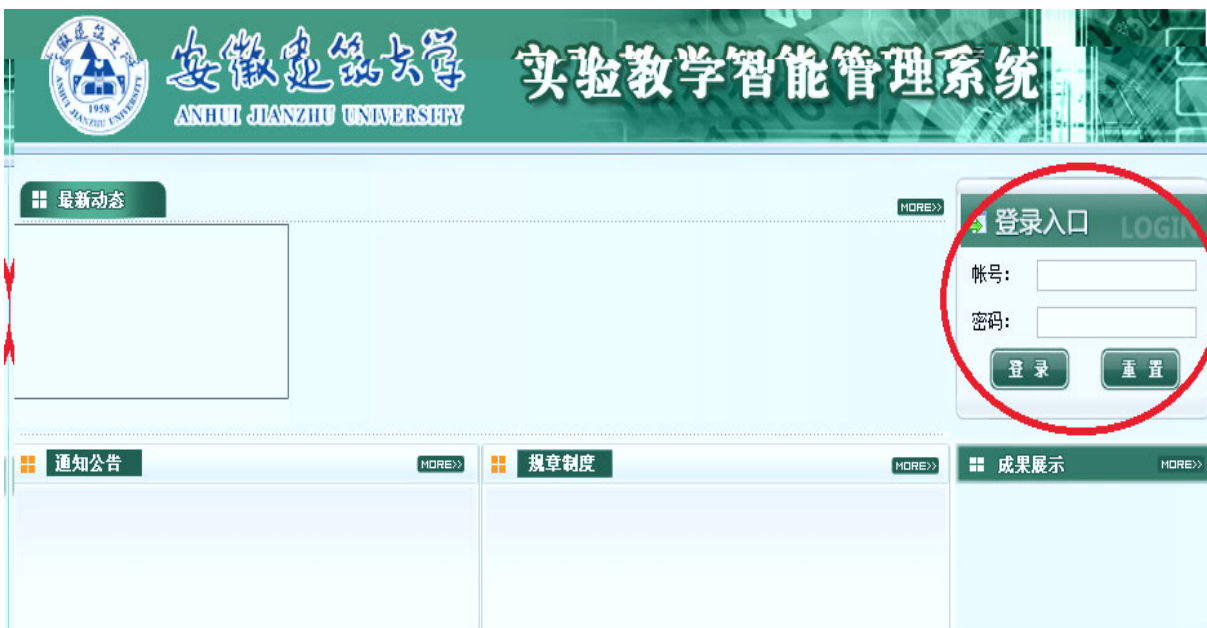 安徽建筑大学
ANHUI JIANZHU UNIVERSITY
1958
实验教学智能管理系统
最新动态
MORE>>
登录入口
LOGIN
帐号:
密码:
登 录
重 置
通知公告
MORE>>
规章制度
MORE>>
成果展示
MORE>>